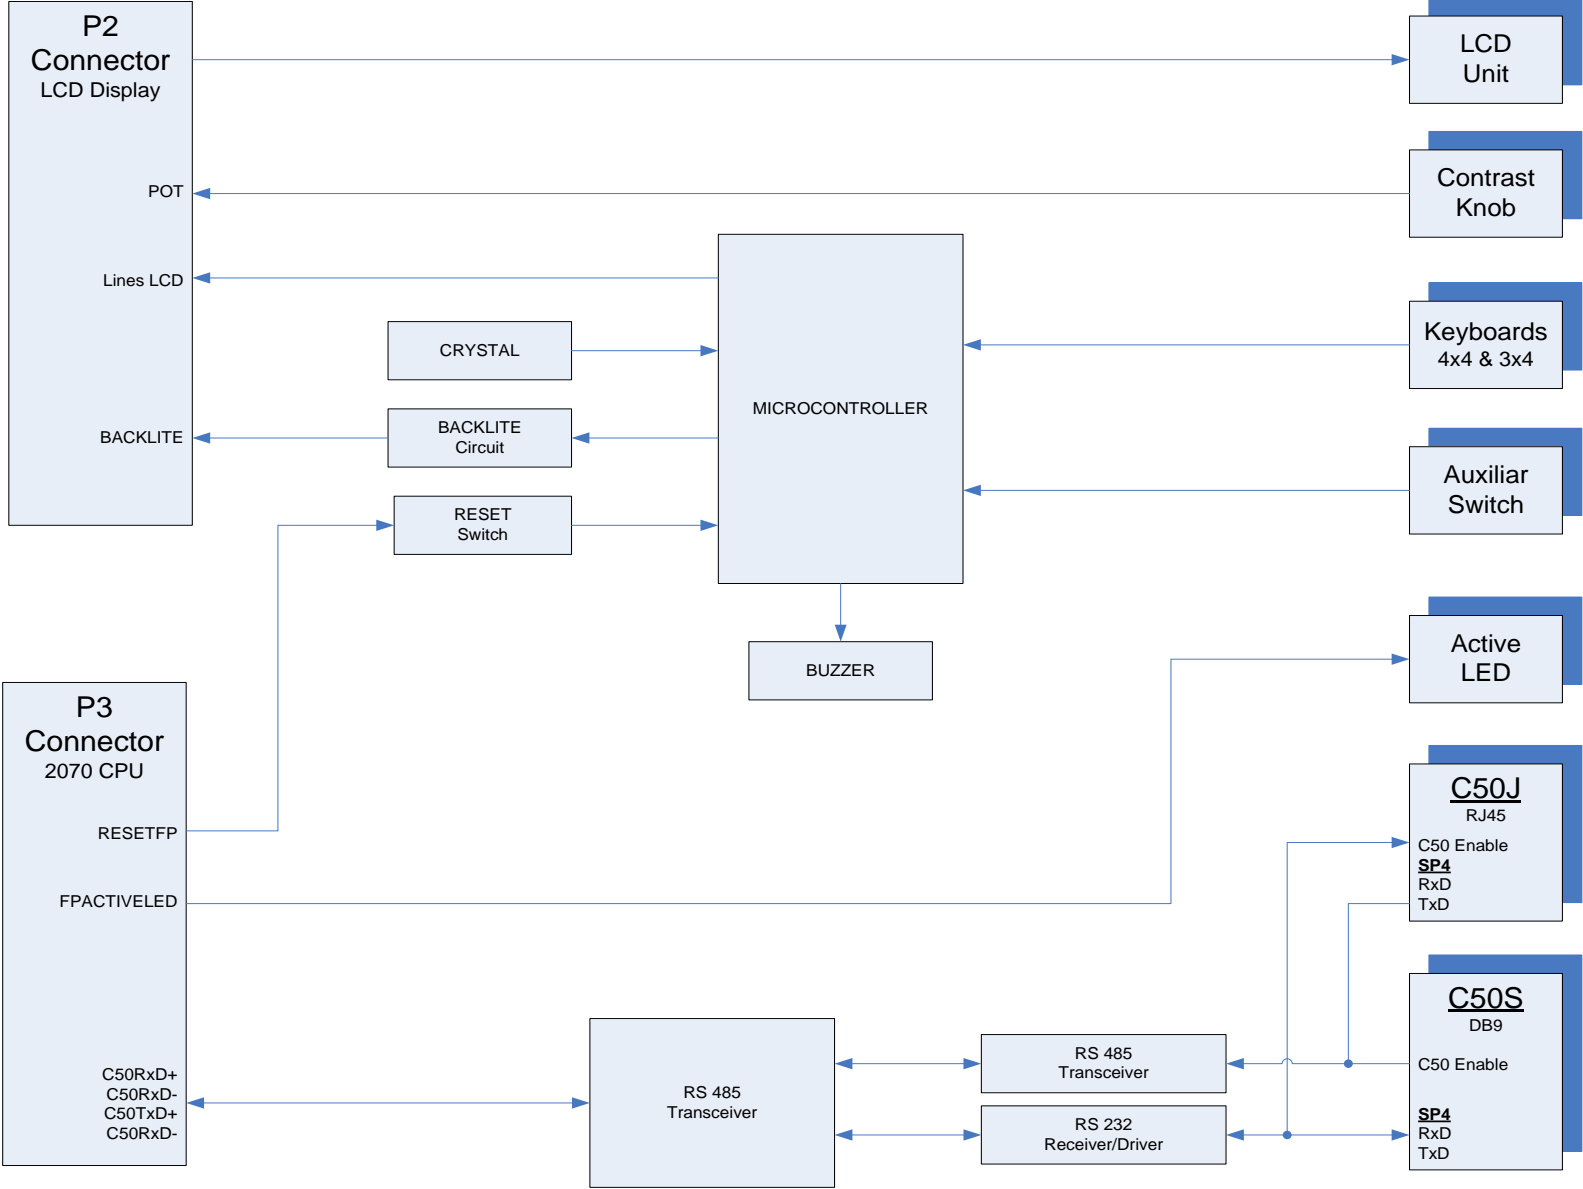 P2
Connector
LCD Display
POT
Lines LCD
BACKLITE
LCD
Unit
Contrast
Knob
Keyboards
4x4 & 3x4
Auxiliar
Switch
CRYSTAL
BACKLITE
Circuit
RESET
Switch
MICROCONTROLLER
BUZZER
Active
LED
P3
Connector
2070 CPU
RESETFP
FPACTIVELED
C50RxD+
C50RxD-
C50TxD+
C50RxD-
RS 485
Transceiver
RS 485
Transceiver
RS 232
Receiver/Driver
C50J
RJ45
C50 Enable
SP4
RxD
TxD
C50S
DB9
C50 Enable
SP4
RxD
TxD